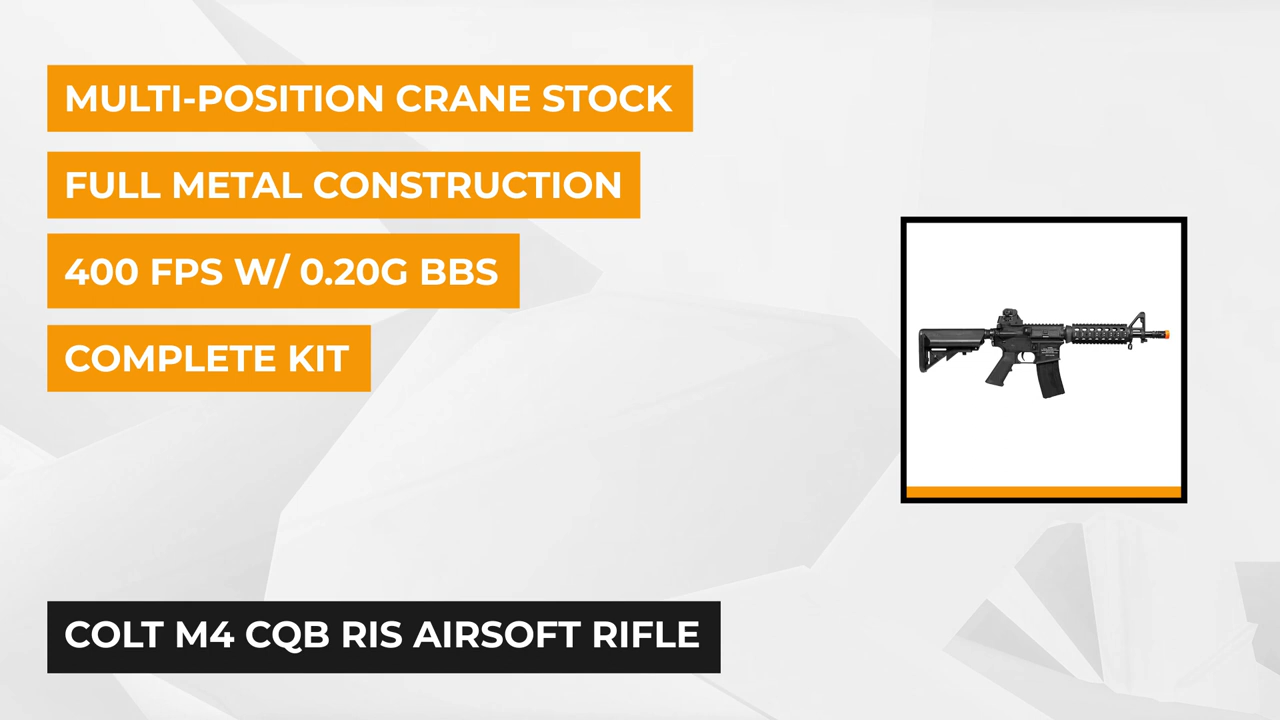 MULTI-POSITION CRANE STOCK
FULL METAL CONSTRUCTION
400 FPS W/ 0.20G BBS
COMPLETE KIT
COLT M4 CQB RIS AIRSOFT RIFLE